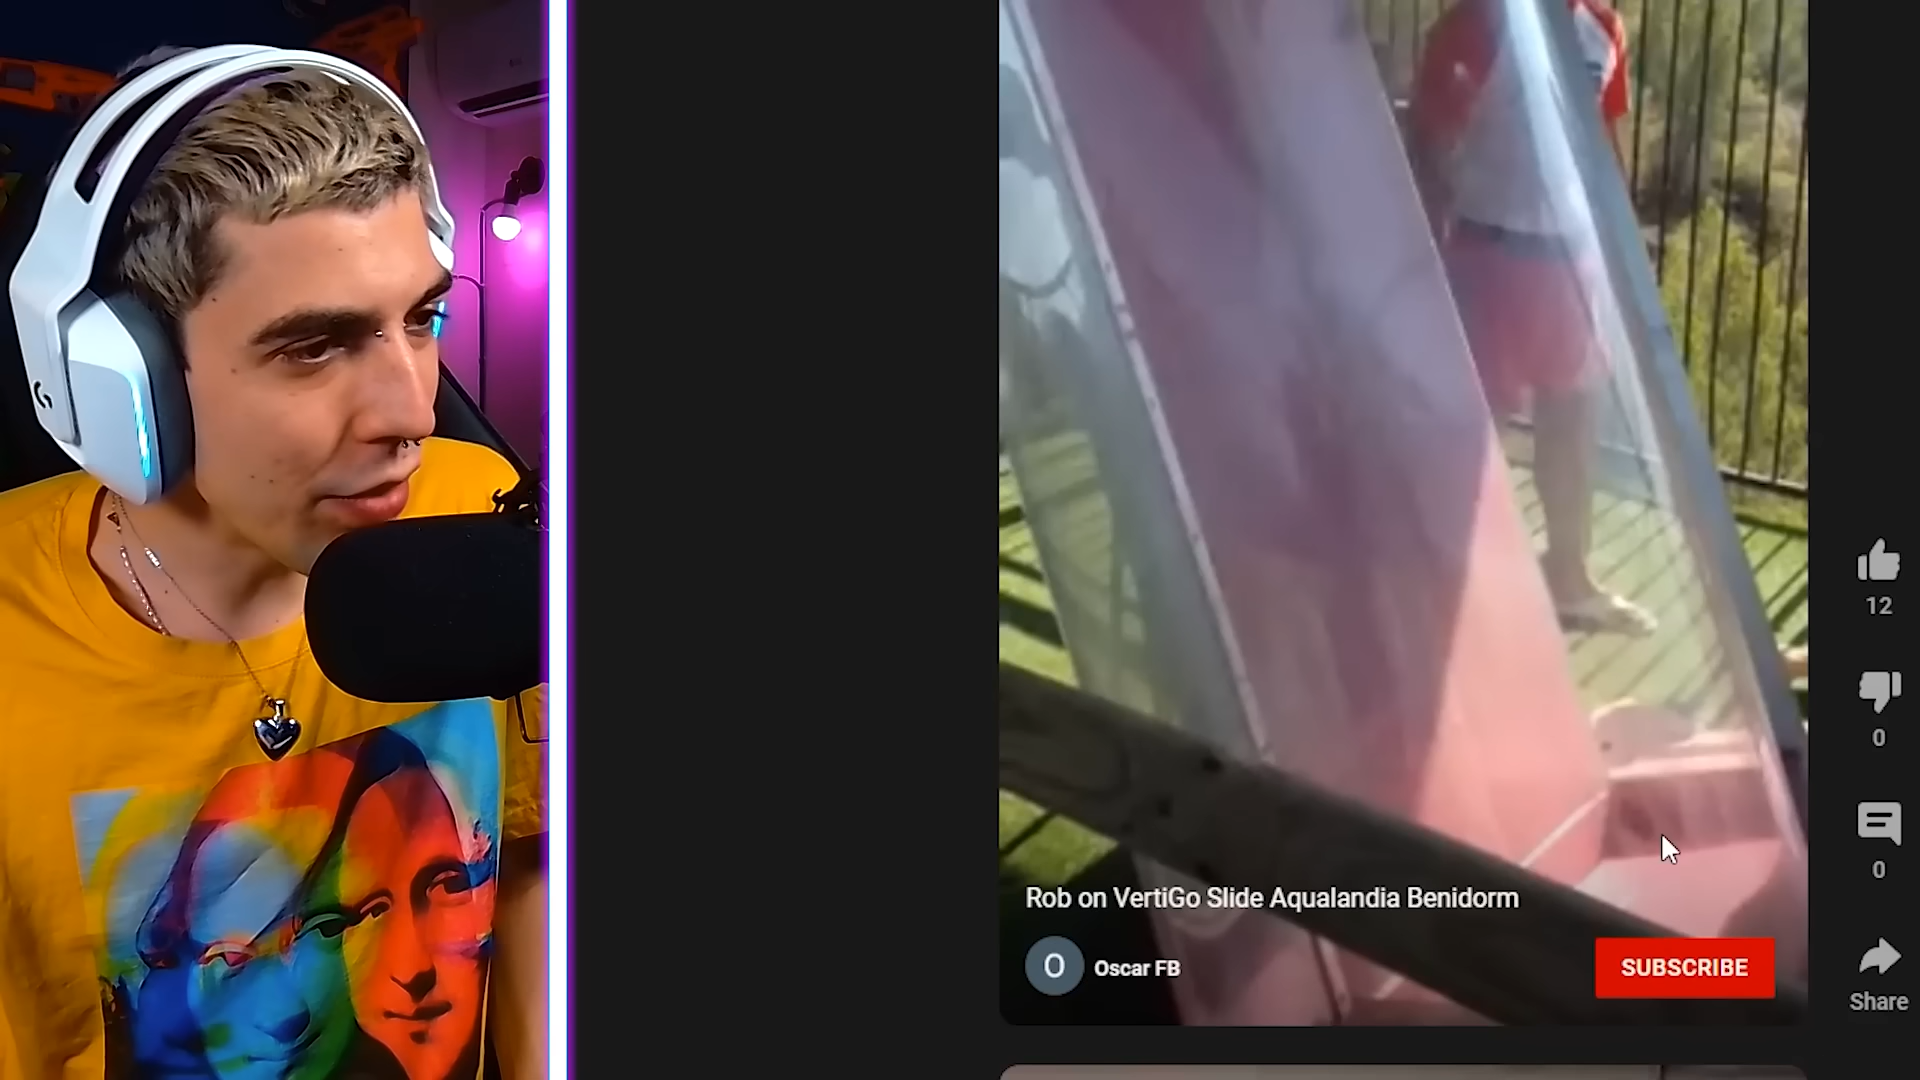 12
0
0
Rob on VertiGo Slide Aqualandia Benidorm
O
Oscar FB
SUBSCRIBE
Share